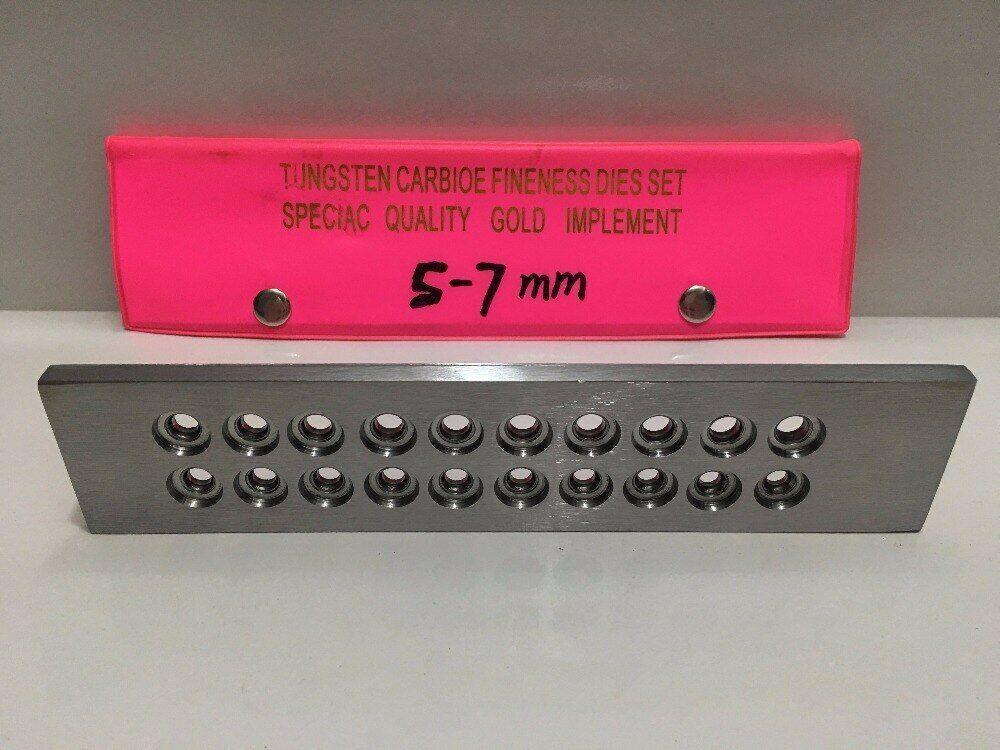 TUNGSTEN CARBIOE FINENESS DIES SET
SPECIAC QUALITY GOLD IMPLEMENT
5-7 mm